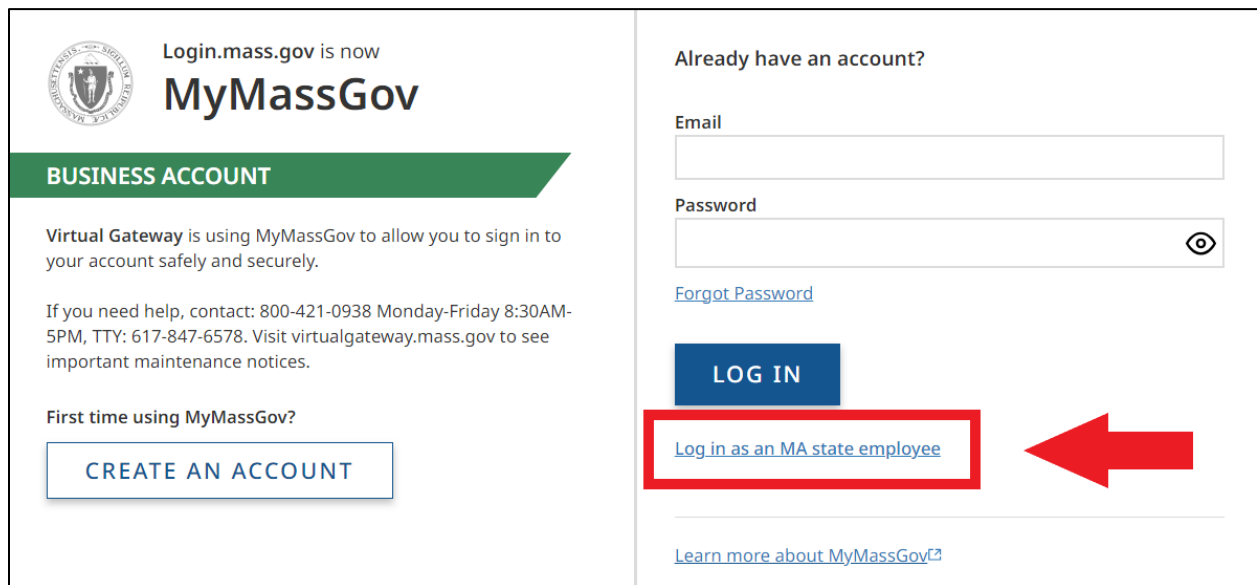 Login.mass.gov is now
MyMassGov
BUSINESS ACCOUNT
Virtual Gateway is using MyMassGov to allow you to sign in to
your account safely and securely.
If you need help, contact: 800-421-0938 Monday-Friday 8:30AM-
5PM, TTY: 617-847-6578. Visit virtualgateway.mass.gov to see
important maintenance notices.
First time using MyMassGov?
CREATE AN ACCOUNT
Already have an account?
Email
Password
Forgot Password
LOG IN
Log in as an MA state employee
Learn more about MyMassGov